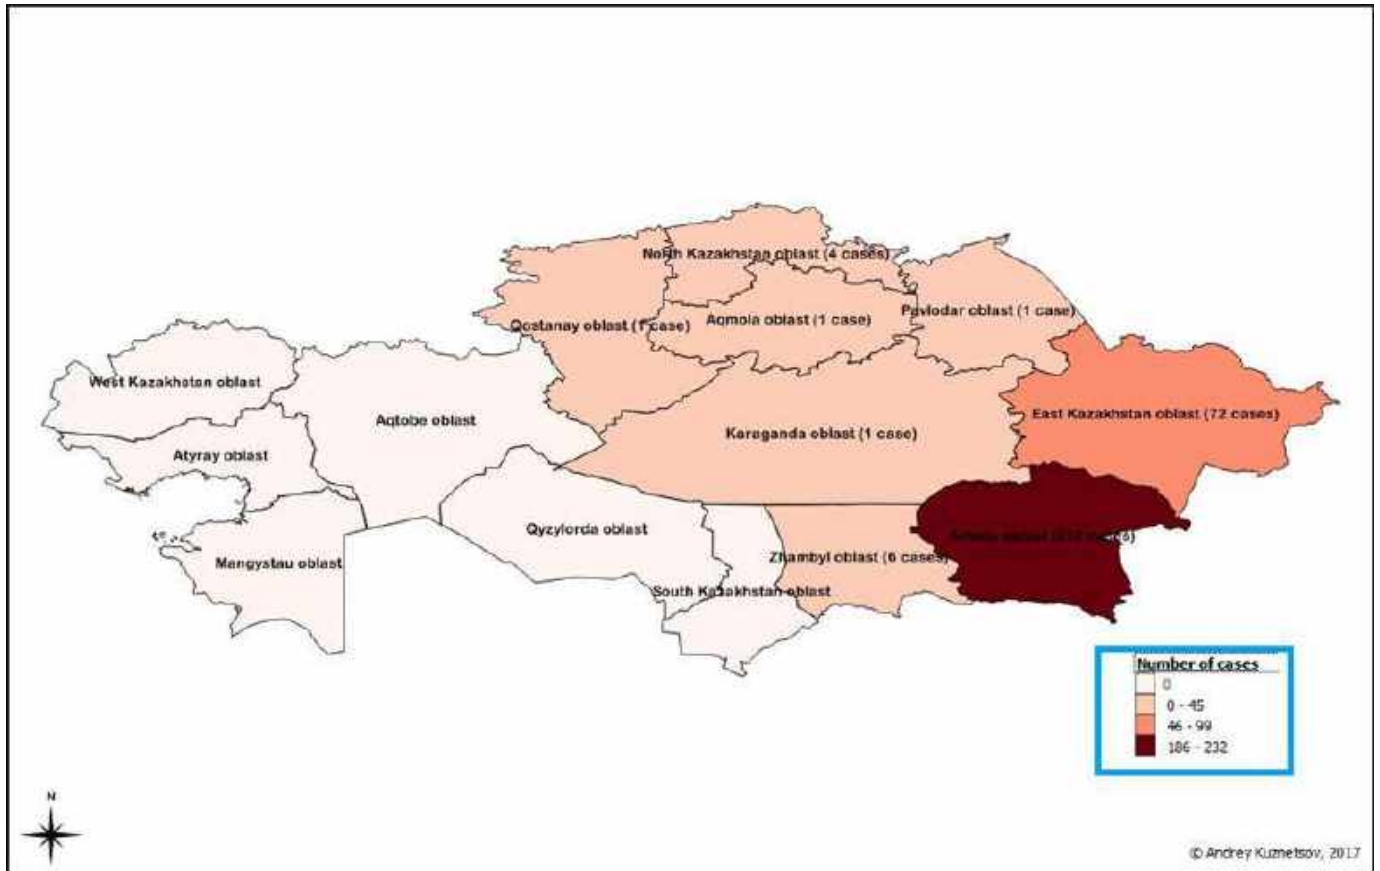 North Kazakhstan oblast (4 cases)
Pavlodar oblast (1 case)
Aqmola oblast (1 case)
Qostanay oblast (1 case)
West Kazakhstan oblast
East Kazakhstan oblast (72 cases)
Aqtobe oblast
Karaganda oblast (1 case)
Atyray oblast
Qyzylorda oblast
oblast
Zhambyl oblast (6 cases)
Mangystau oblast
South Kazakhstan oblast
Number of cases
0
0 - 45
46 - 99
186 - 232
N
© Andrey Kuznetsov, 2017